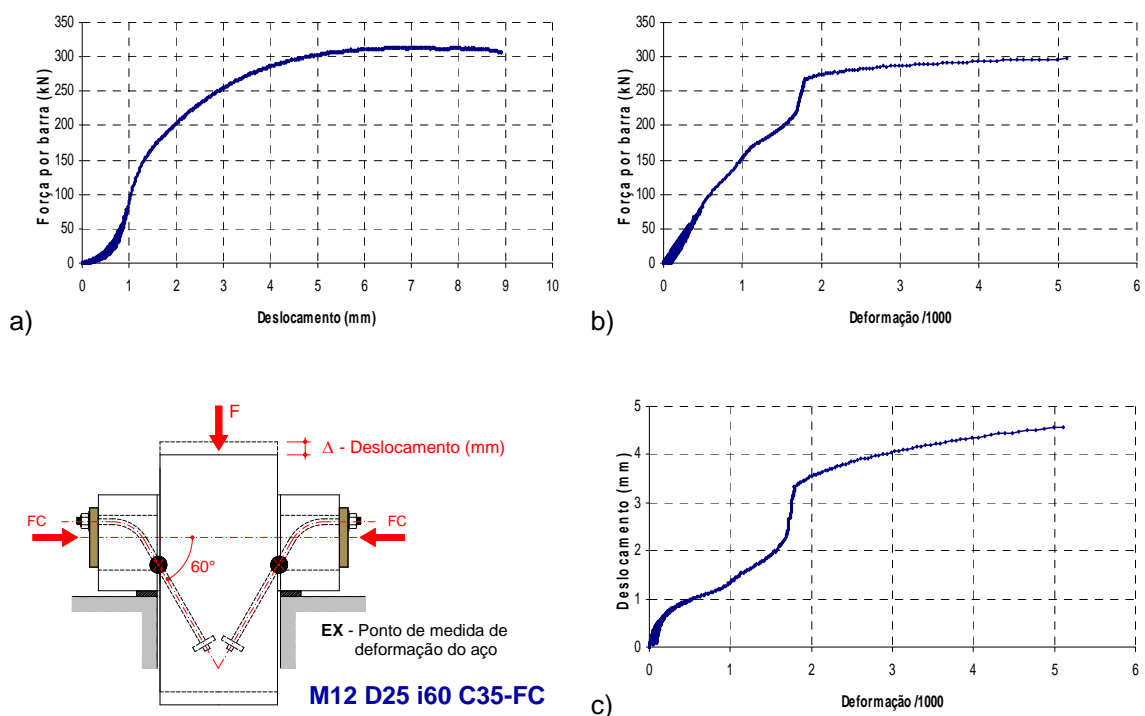 Força por barra (kN)
350
300
250
200
150
100
50
0
0 1 2 3 4 5 6 7 8 9 10
Deslocamento (mm)
a)
Força por barra (kN)
350
300
250
200
150
100
50
0
0 1 2 3 4 5 6
Deformação /1000
b)
F
Δ - Deslocamento (mm)
FC
FC
60°
EX - Ponto de medida de
deformação do aço
M12 D25 i60 C35-FC
Deslocamento (mm)
5
4
3
2
1
0
0 1 2 3 4 5 6
Deformação /1000
c)